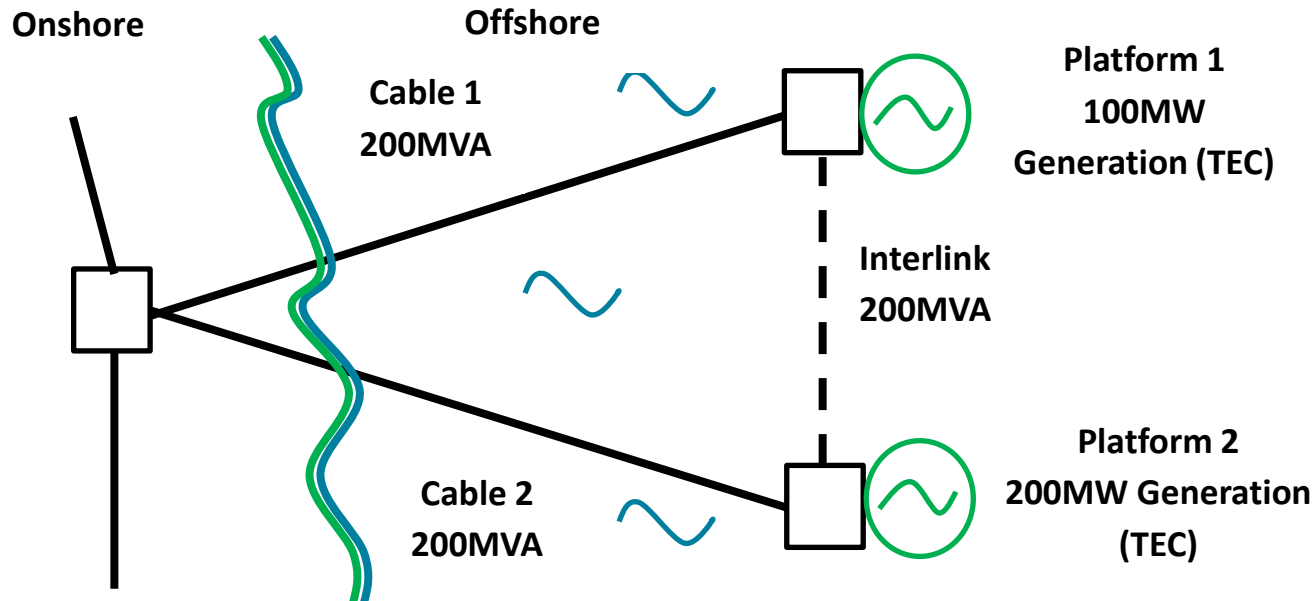 Onshore
Offshore
Cable 1
200MVA
Platform 1
100MW
Generation (TEC)
Interlink
200MVA
Cable 2
200MVA
Platform 2
200MW Generation
(TEC)